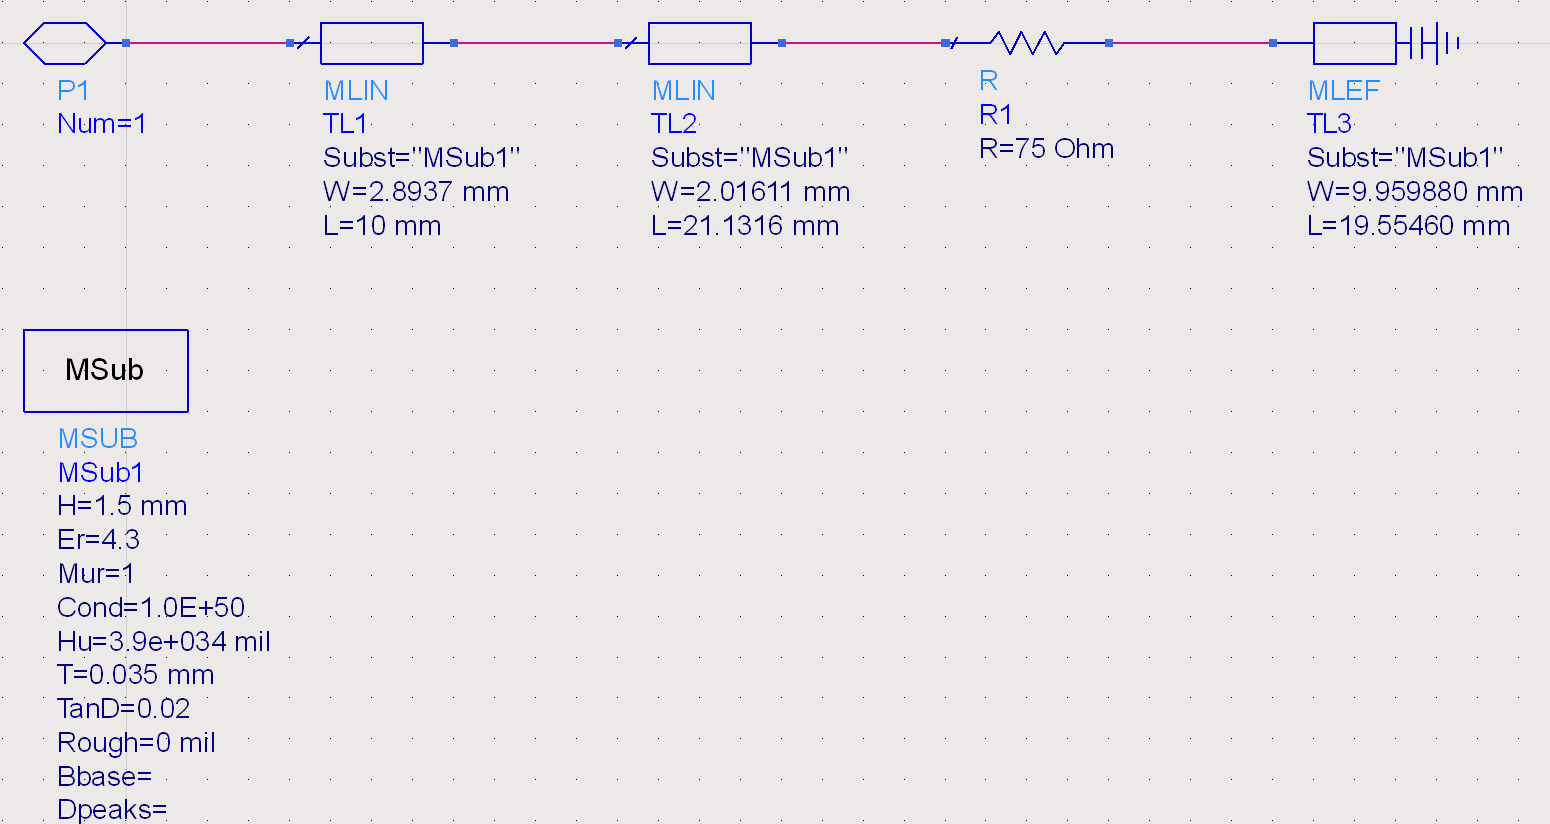 P1
Num=1
MLIN
TL1
Subst="MSub1"
W=2.8937 mm
L=10 mm
MLIN
TL2
Subst="MSub1"
W=2.01611 mm
L=21.1316 mm
R
R1
R=75 Ohm
MLEF
TL3
Subst="MSub1"
W=9.959880 mm
L=19.55460 mm
MSub
MSUB
MSub1
H=1.5 mm
Er=4.3
Mur=1
Cond=1.0E+50
Hu=3.9e+034 mil
T=0.035 mm
TanD=0.02
Rough=0 mil
Bbase=
Dpeaks=